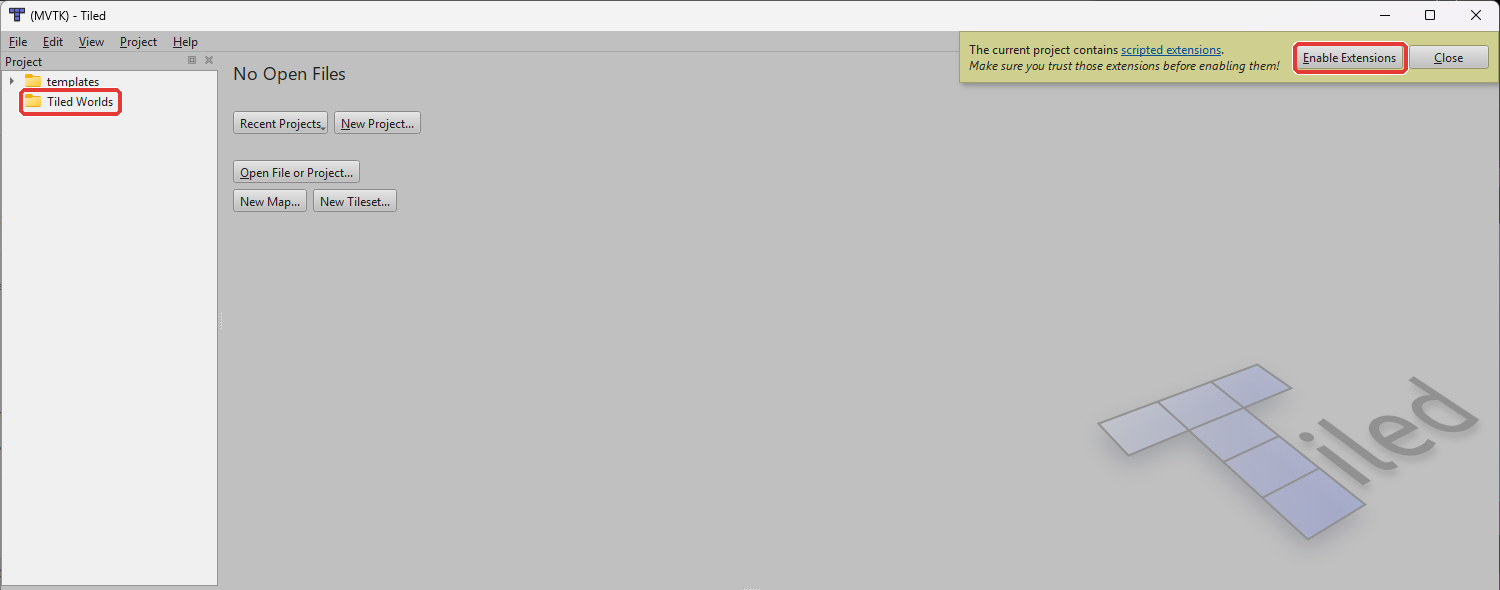 (MVTK) - Tiled
File Edit View Project Help
Project
templates
Tiled Worlds
No Open Files
Recent Projects
New Project...
Open File or Project...
New Map...
New Tileset...
The current project contains scripted extensions.
Make sure you trust those extensions before enabling them!
Enable Extensions
Close
Tiled